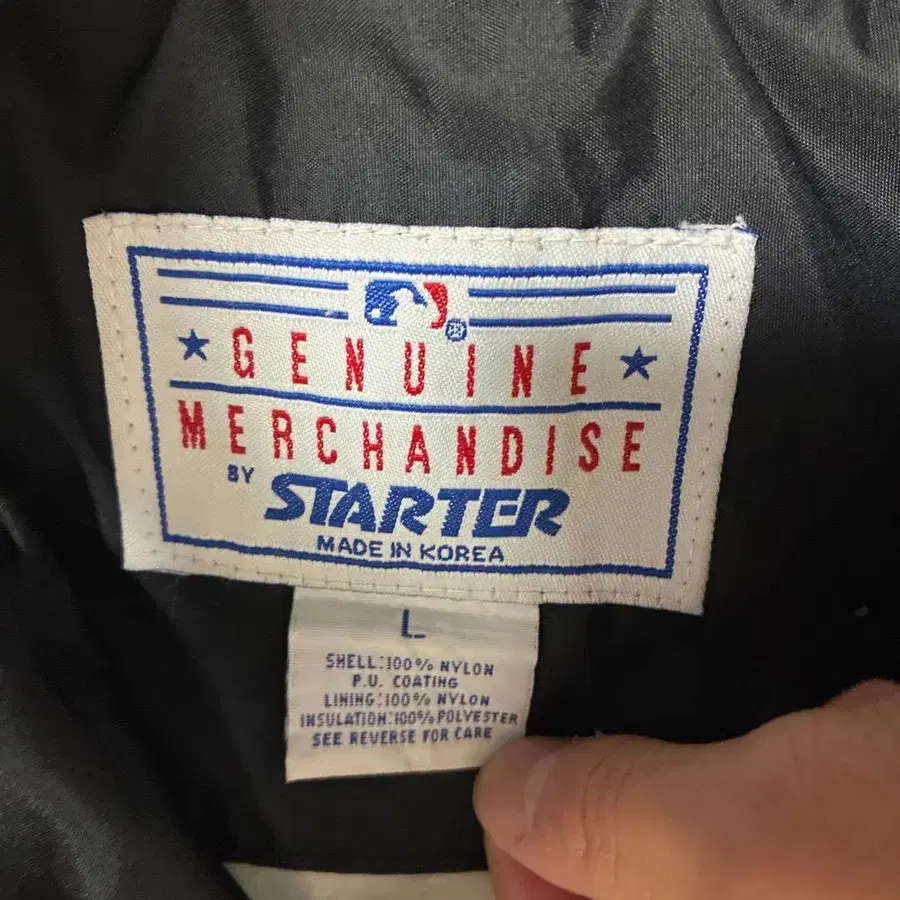 ★ GENUINE ★
MERCHANDISE
BY STARTER
MADE IN KOREA
L
SHELL:100% NYLON
P.U. COATING
LINING:100% NYLON
INSULATION:100% POLYESTER
SEE REVERSE FOR CARE